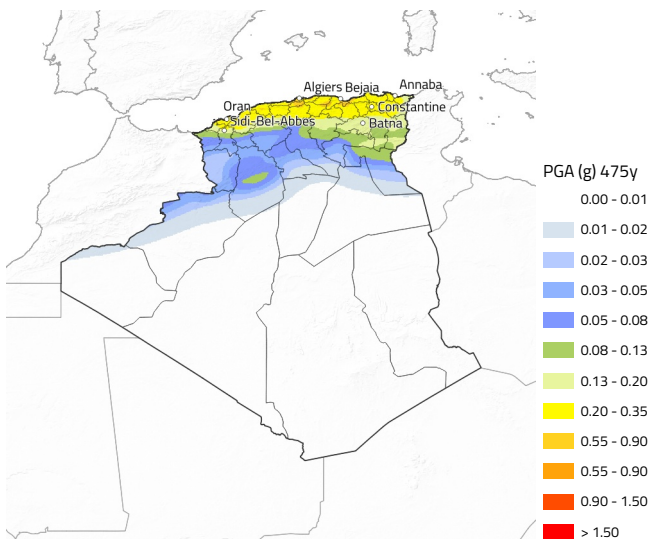 Algiers Bejaia Annaba
Oran Constantine
Sidi-Bel-Abbes Batna
PGA (g) 475y
0.00 - 0.01
0.01 - 0.02
0.02 - 0.03
0.03 - 0.05
0.05 - 0.08
0.08 - 0.13
0.13 - 0.20
0.20 - 0.35
0.55 - 0.90
0.55 - 0.90
0.90 - 1.50
> 1.50